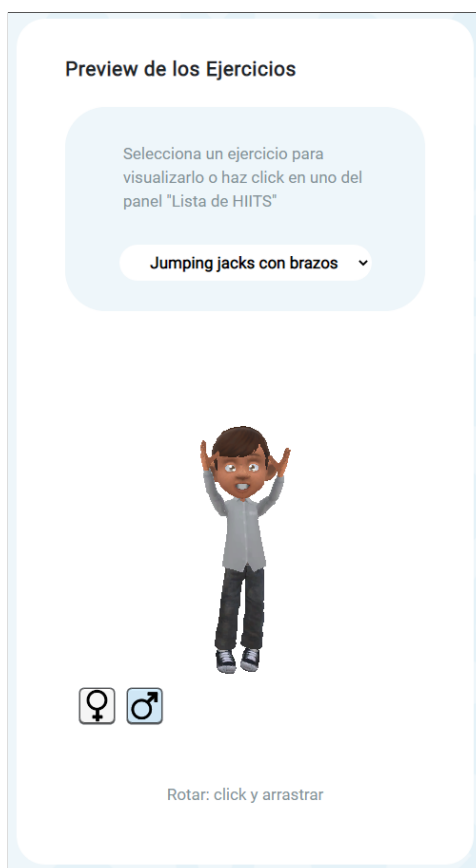 Preview de los Ejercicios
Selecciona un ejercicio para
visualizarlo o haz click en uno del
panel "Lista de HIITS"
Jumping jacks con brazos
Rotar: click y arrastrar